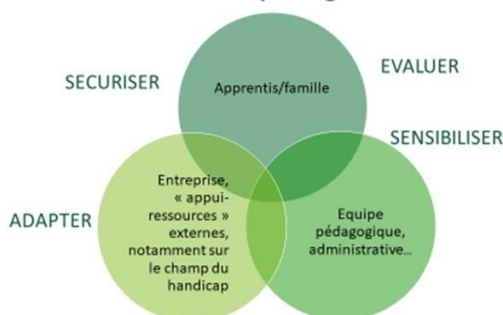 SECURISER
EVALUER
Apprentis/famille
SENSIBILISER
ADAPTER
Entreprise,
« appui-
ressources »
externes,
notamment sur
le champ du
handicap
Equipe
pédagogique,
administrative…